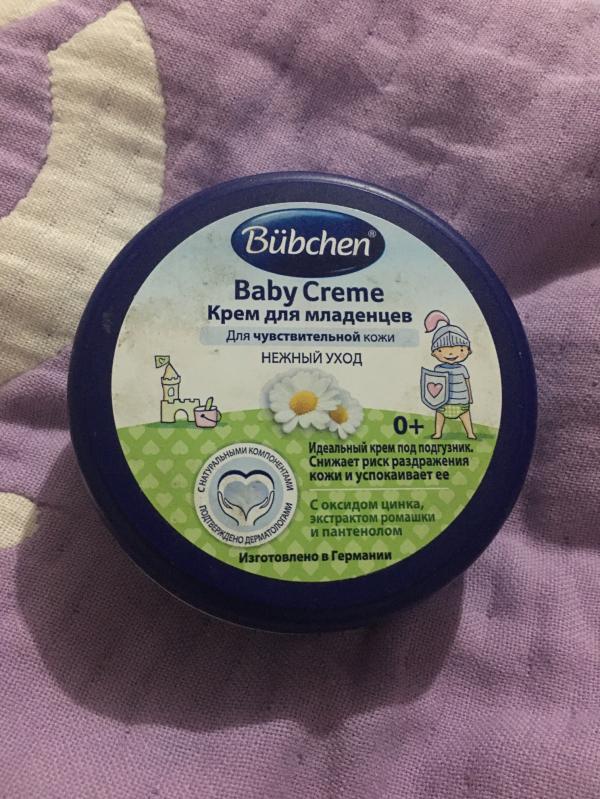 Bübchen®
Baby Creme
Крем для младенцев
Для чувствительной кожи
НЕЖНЫЙ УХОД
0+
Идеальный крем под подгузник.
Снижает риск раздражения
кожи и успокаивает ее
С НАТУРАЛЬНЫМИ КОМПОНЕНТАМИ
ПОДТВЕРЖДЕНО ДЕРМАТОЛОГАМИ
С оксидом цинка,
экстрактом ромашки
и пантенолом
Изготовлено в Германии